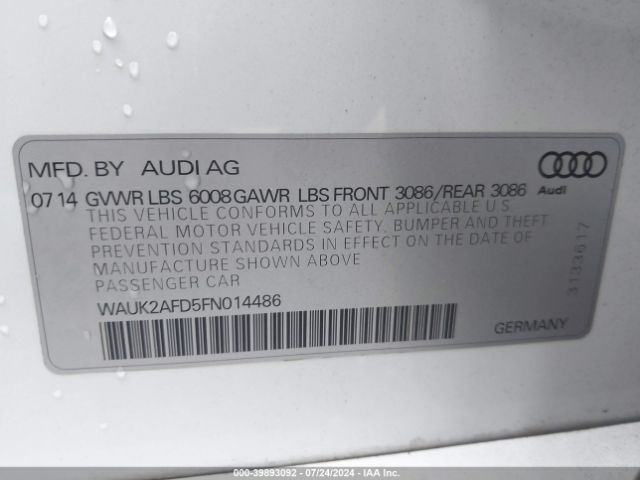 MFD. BY AUDI AG
07 14 GVWR LBS 6008 GAWR LBS FRONT 3086/REAR 3086
Audi
THIS VEHICLE CONFORMS TO ALL APPLICABLE U.S
FEDERAL MOTOR VEHICLE SAFETY. BUMPER AND THEFT
PREVENTION STANDARDS IN EFFECT ON THE DATE OF
MANUFACTURE SHOWN ABOVE
PASSENGER CAR
3133617
WAUK2AFD5FN014486
GERMANY
000-39893092 - 07/24/2024 - IAA Inc.